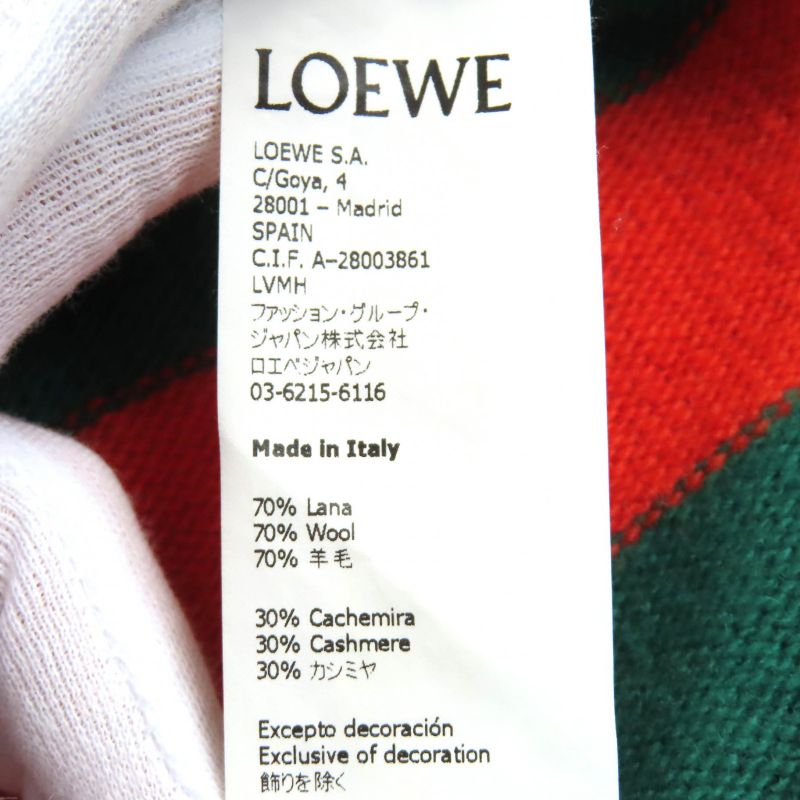 LOEWE
LOEWE S.A.
C/Goya, 4
28001 – Madrid
SPAIN
C.I.F. A–28003861
LVMH
ファッション・グループ・
ジャパン株式会社
ロエベジャパン
03-6215-6116
Made in Italy
70% Lana
70% Wool
70% 羊毛
30% Cachemira
30% Cashmere
30% カシミヤ
Excepto decoración
Exclusive of decoration
飾りを除く